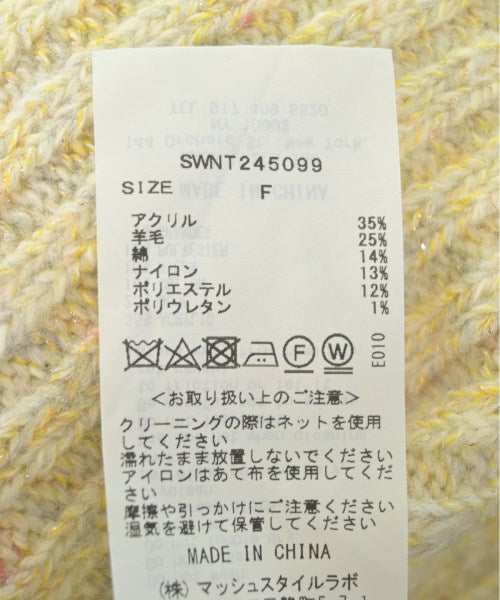 SWNT245099
SIZE F
アクリル 35%
羊毛 25%
綿 14%
ナイロン 13%
ポリエステル 12%
ポリウレタン 1%
F W
E010
＜お取り扱い上のご注意＞
クリーニングの際はネットを使用
してください
濡れたまま放置しないでください
アイロンはあて布を使用してくだ
さい
摩擦や引っかけにご注意ください
湿気を避けて保管してください
MADE IN CHINA
(株) マッシュスタイルラボ